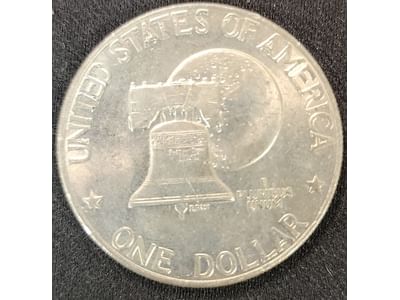 UNITED STATES OF AMERICA
ONE DOLLAR